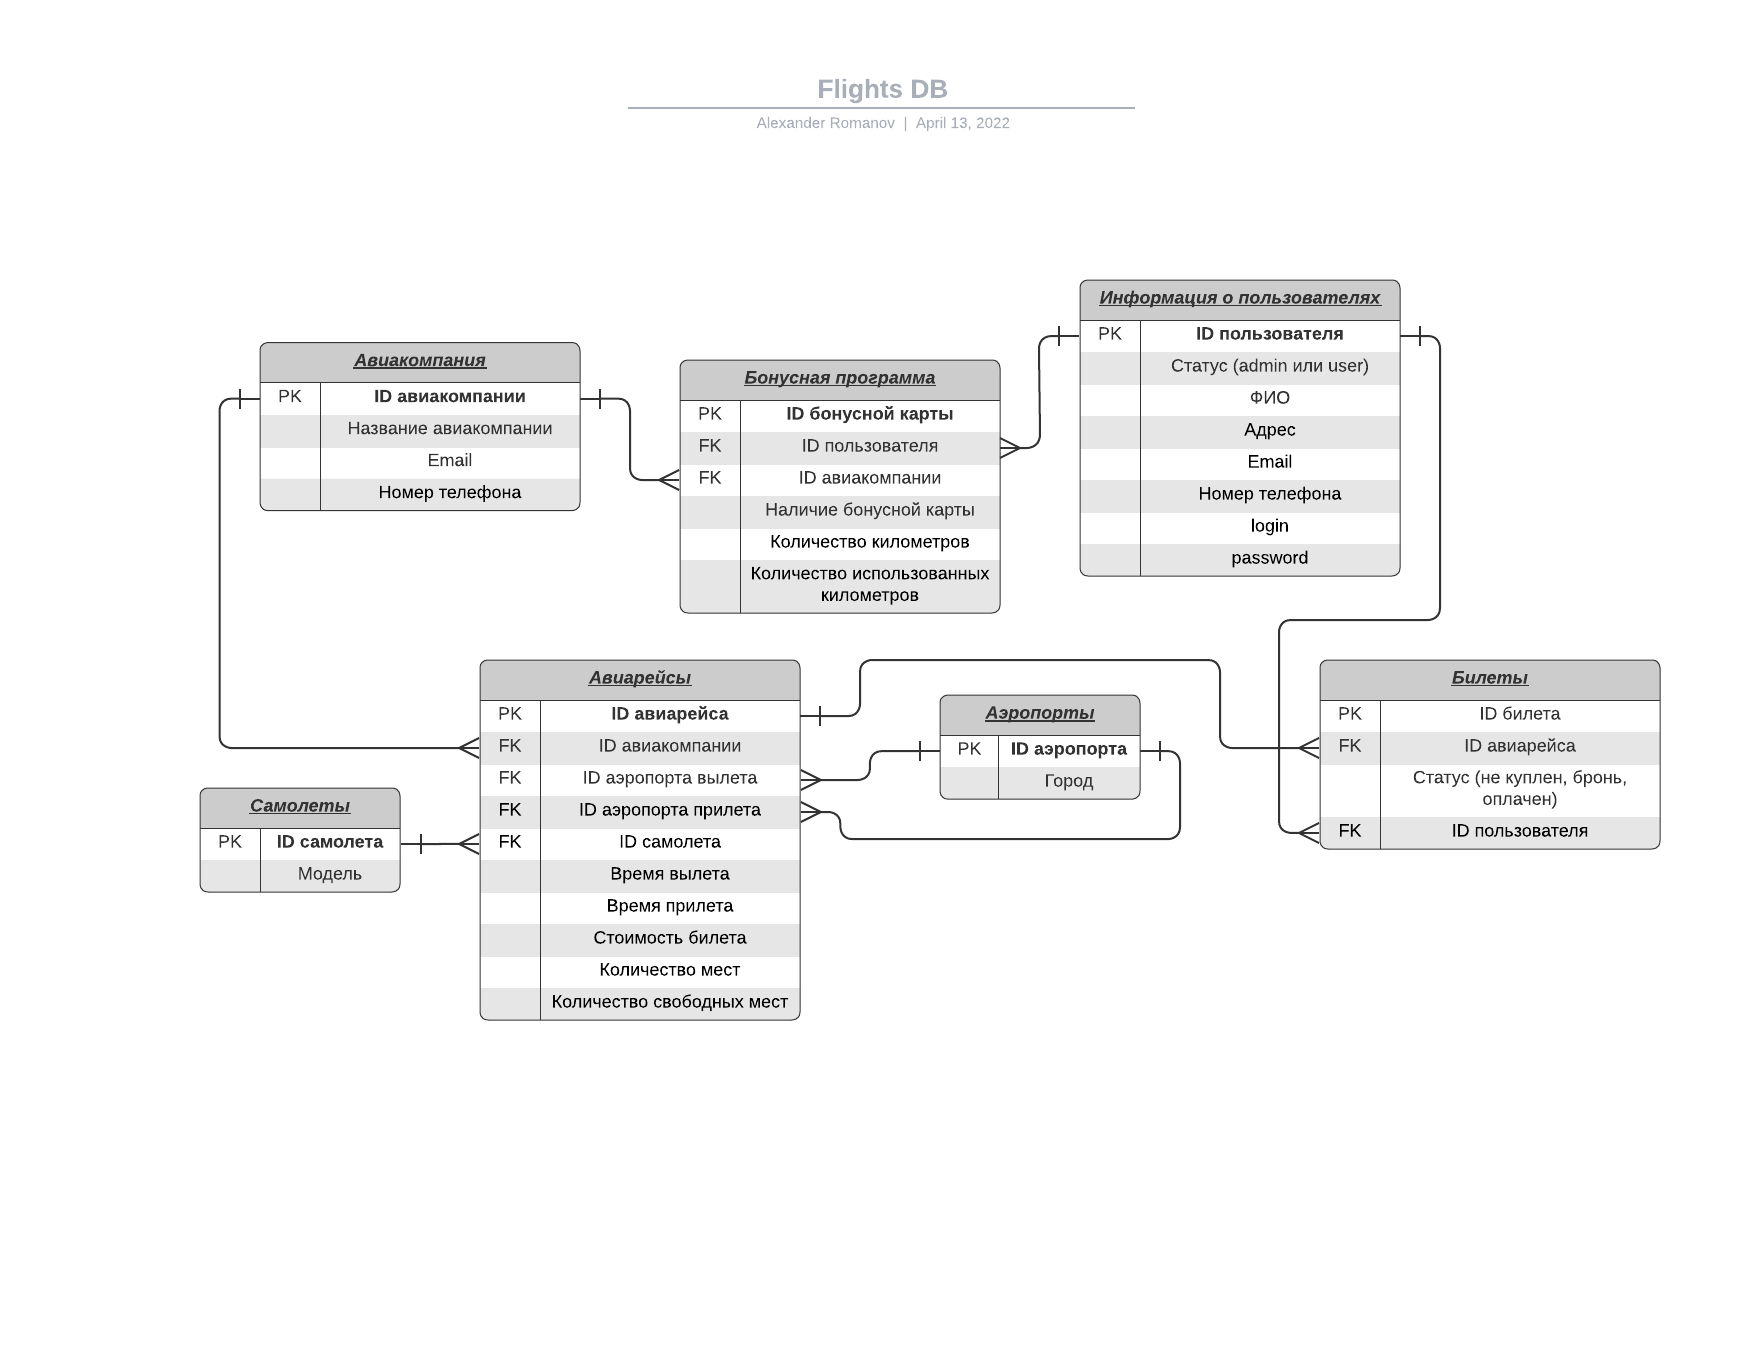 Flights DB
Alexander Romanov | April 13, 2022
Авиакомпания
PK ID авиакомпании
Название авиакомпании
Email
Номер телефона
Бонусная программа
PK ID бонусной карты
FK ID пользователя
FK ID авиакомпании
Наличие бонусной карты
Количество километров
Количество использованных
километров
Информация о пользователях
PK ID пользователя
Статус (admin или user)
ФИО
Адрес
Email
Номер телефона
login
password
Самолеты
PK ID самолета
Модель
Авиарейсы
PK ID авиарейса
FK ID авиакомпании
FK ID аэропорта вылета
FK ID аэропорта прилета
FK ID самолета
Время вылета
Время прилета
Стоимость билета
Количество мест
Количество свободных мест
Аэропорты
PK ID аэропорта
Город
Билеты
PK ID билета
FK ID авиарейса
Статус (не куплен, бронь,
оплачен)
FK ID пользователя